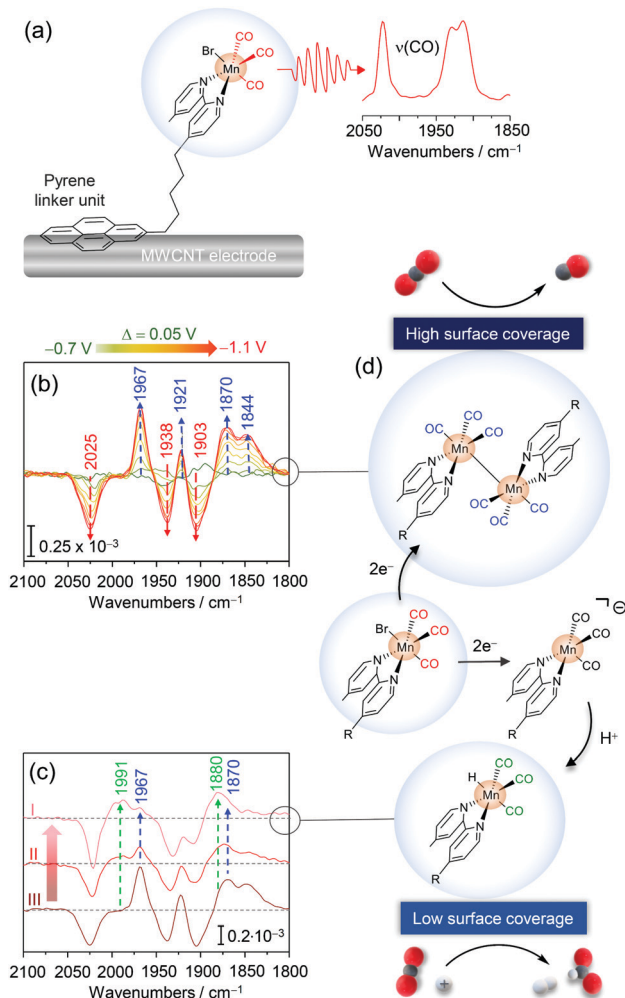 (a)
Br
CO
CO
CO
Mn
N
N
ν(CO)
2050
1950
1850
Wavenumbers / cm⁻¹
Pyrene
linker unit
MWCNT electrode
High surface coverage
Δ = 0.05 V
−0.7 V
−1.1 V
(b)
2025
1967
1938
1921
1903
1870
1844
0.25 x 10⁻³
2100 2050 2000 1950 1900 1850 1800
Wavenumbers / cm⁻¹
(d)
CO
OC
CO
Mn
N
N
R
R
N
N
Mn
OC
OC
CO
R
2e⁻
Br
CO
CO
CO
Mn
N
N
R
2e⁻
CO
CO
CO
Mn
N
N
R
⊖
H⁺
H
CO
CO
CO
Mn
N
N
R
Low surface coverage
+
(c)
1991
1967
1880
1870
I
II
III
0.2·10⁻³
2100 2050 2000 1950 1900 1850 1800
Wavenumbers / cm⁻¹